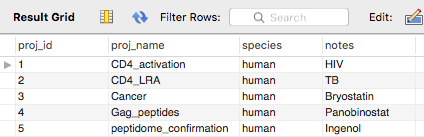 Result Grid Filter Rows: Search Edit:
proj_id proj_name species notes
1 CD4_activation human HIV
2 CD4_LRA human TB
3 Cancer human Bryostatin
4 Gag_peptides human Panobinostat
5 peptidome_confirmation human Ingenol